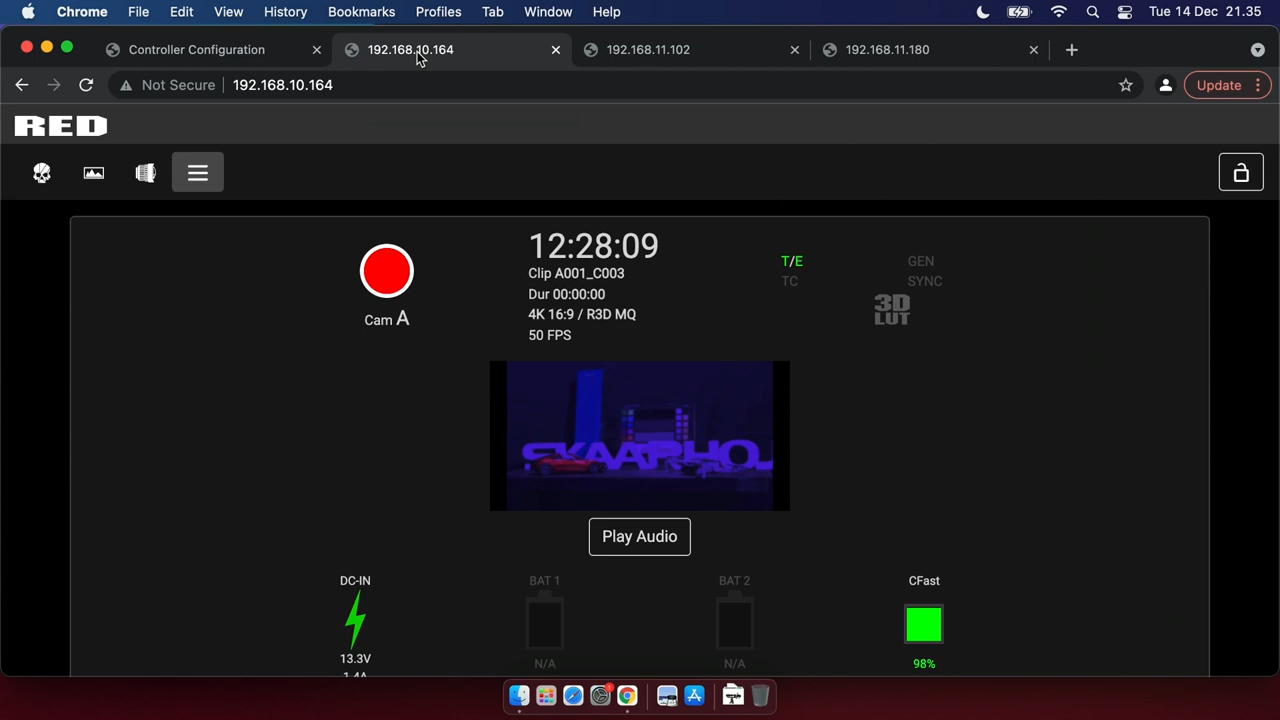 Chrome File Edit View History Bookmarks Profiles Tab Window Help Tue 14 Dec 21.35
Controller Configuration 192.168.10.164 192.168.11.102 192.168.11.180
Not Secure 192.168.10.164 Update
RED
12:28:09
Clip A001_C003
Dur 00:00:00
4K 16:9 / R3D MQ
50 FPS
Cam A
T/E GEN
TC SYNC
3D
LUT
SKAARHOJ
Play Audio
DC-IN BAT 1 BAT 2 CFast
13.3V N/A N/A 98%
1.4A